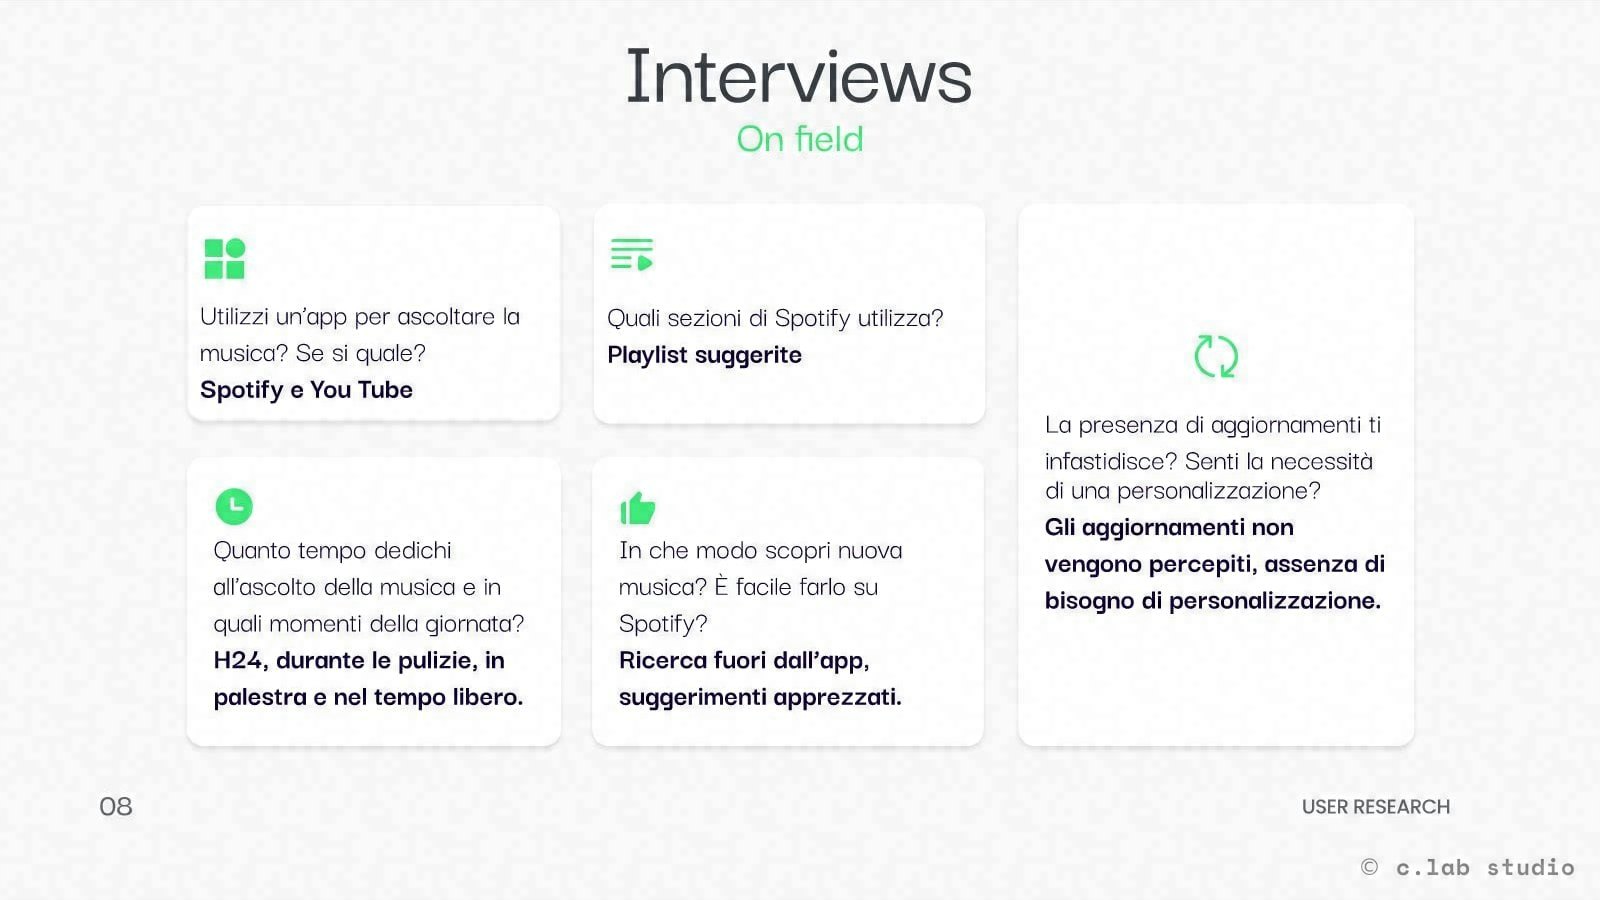 Interviews
On field
Utilizzi un'app per ascoltare la
musica? Se si quale?
Spotify e You Tube
Quali sezioni di Spotify utilizza?
Playlist suggerite
Quanto tempo dedichi
all'ascolto della musica e in
quali momenti della giornata?
H24, durante le pulizie, in
palestra e nel tempo libero.
In che modo scopri nuova
musica? È facile farlo su
Spotify?
Ricerca fuori dall'app,
suggerimenti apprezzati.
La presenza di aggiornamenti ti
infastidisce? Senti la necessità
di una personalizzazione?
Gli aggiornamenti non
vengono percepiti, assenza di
bisogno di personalizzazione.
08
USER RESEARCH
© c.lab studio